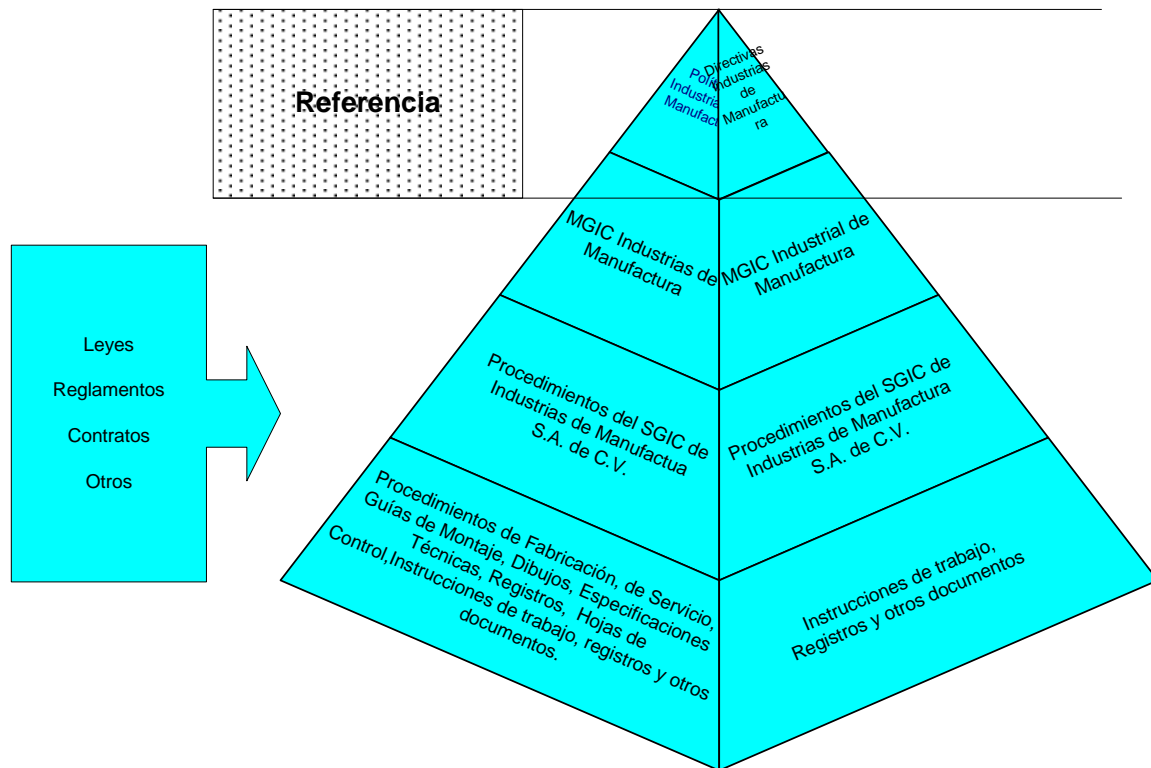 Referencia
Industria
Manufact
Directivas
Industrias
de
Manufactu
ra
MGIC Industrias de
Manufactura
MGIC Industrial de
Manufactura
Leyes
Reglamentos
Contratos
Otros
Procedimientos del SGIC de
Industrias de Manufactua
S.A. de C.V.
Procedimientos del SGIC de
Industrias de Manufactura
S.A. de C.V.
Procedimientos de Fabricación, de Servicio,
Guías de Montaje, Dibujos, Especificaciones
Técnicas, Registros, Hojas de
Control,Instrucciones de trabajo, registros y otros
documentos.
Instrucciones de trabajo,
Registros y otros documentos